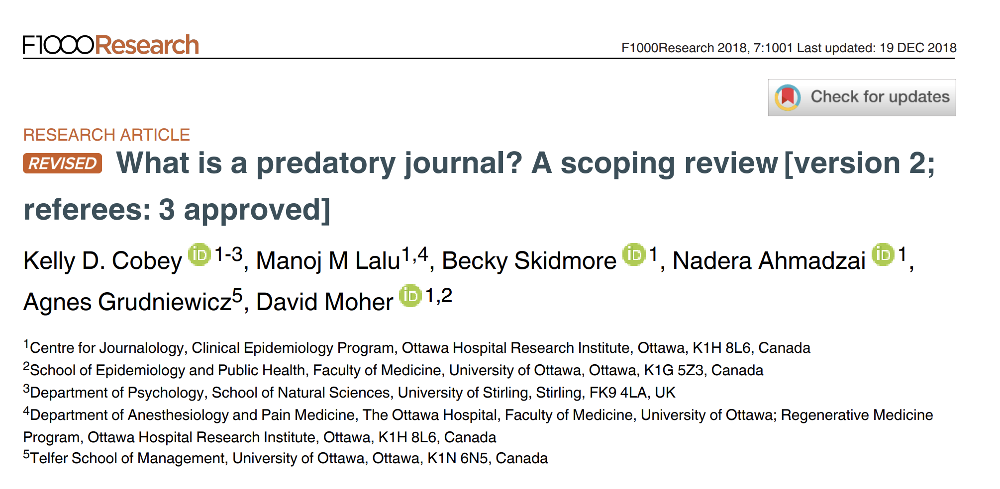 F1000Research
F1000Research 2018, 7:1001 Last updated: 19 DEC 2018
Check for updates
RESEARCH ARTICLE
REVISED What is a predatory journal? A scoping review [version 2;
referees: 3 approved]
Kelly D. Cobey iD 1-3, Manoj M Lalu1,4, Becky Skidmore iD 1, Nadera Ahmadzai iD 1,
Agnes Grudniewicz5, David Moher iD 1,2
1Centre for Journalology, Clinical Epidemiology Program, Ottawa Hospital Research Institute, Ottawa, K1H 8L6, Canada
2School of Epidemiology and Public Health, Faculty of Medicine, University of Ottawa, Ottawa, K1G 5Z3, Canada
3Department of Psychology, School of Natural Sciences, University of Stirling, Stirling, FK9 4LA, UK
4Department of Anesthesiology and Pain Medicine, The Ottawa Hospital, Faculty of Medicine, University of Ottawa; Regenerative Medicine
Program, Ottawa Hospital Research Institute, Ottawa, K1H 8L6, Canada
5Telfer School of Management, University of Ottawa, Ottawa, K1N 6N5, Canada